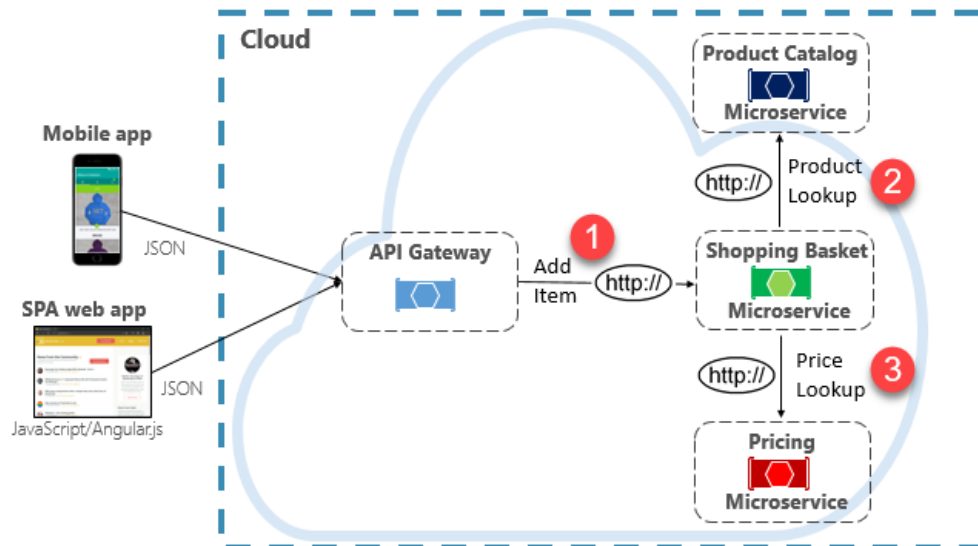 Cloud
Product Catalog
Microservice
Mobile app
JSON
http://
Product
Lookup
2
1
API Gateway
Add
Item
http://
Shopping Basket
Microservice
SPA web app
JSON
JavaScript/Angular.js
http://
Price
Lookup
3
Pricing
Microservice